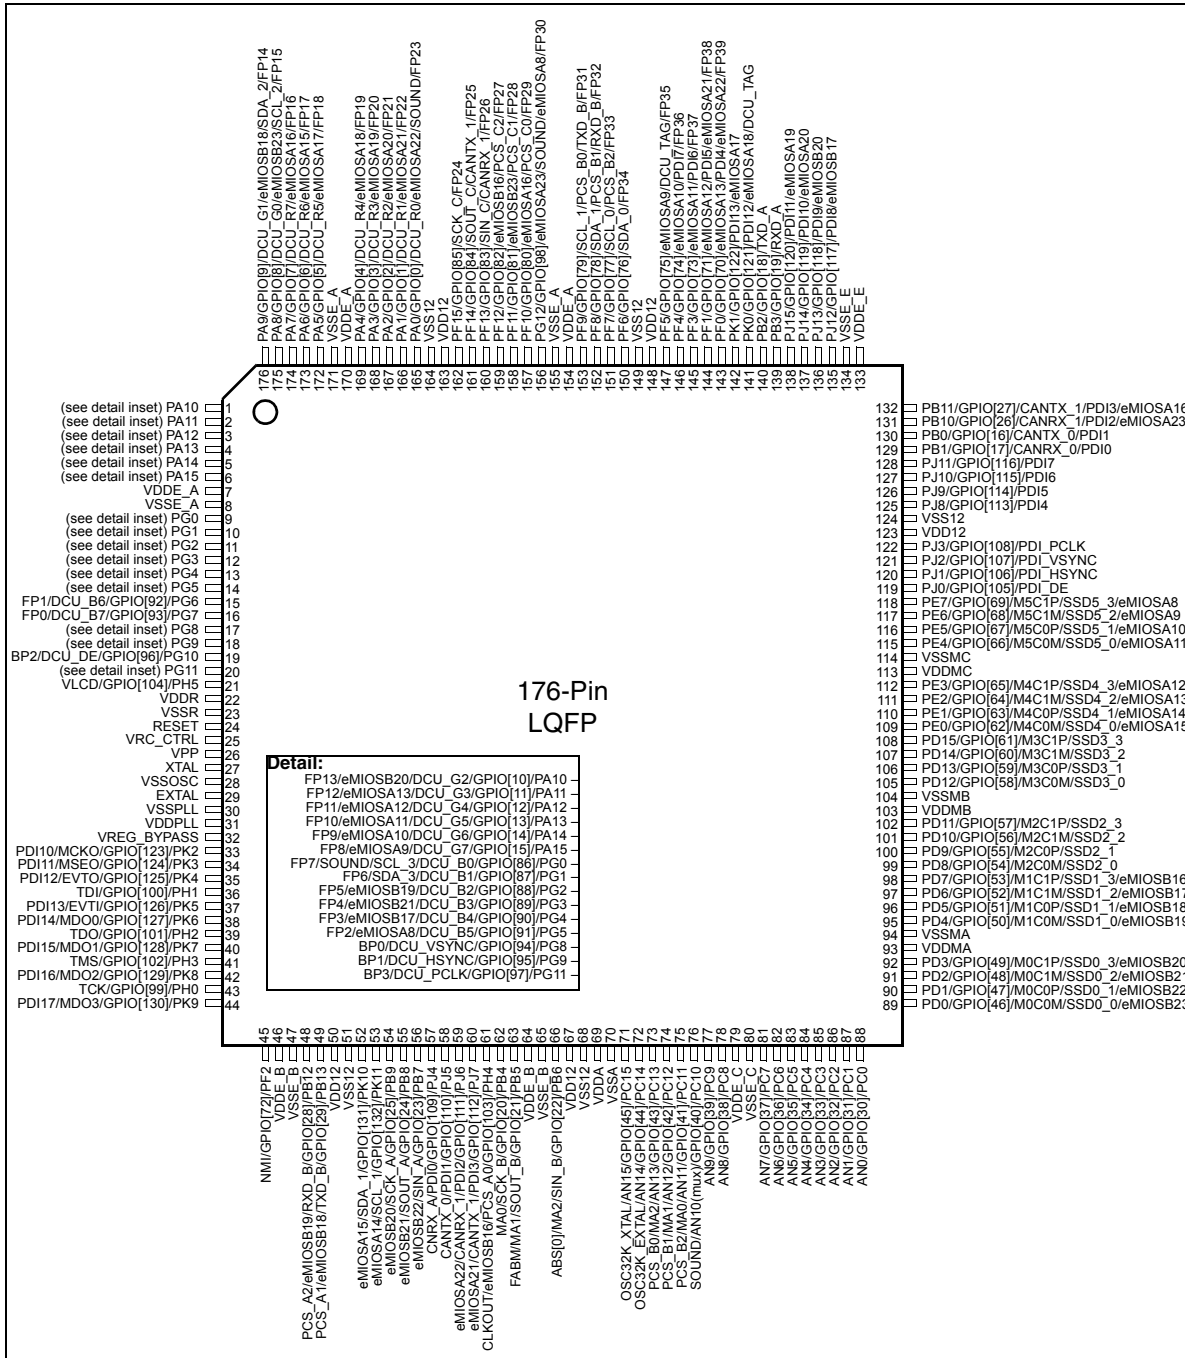 PA9/GPIO[9]/DCU_G1/eMIOSB18/SDA_2/FP14
PA8/GPIO[8]/DCU_G0/eMIOSB23/SCL_2/FP15
PA7/GPIO[7]/DCU_R7/eMIOSA16/FP16
PA6/GPIO[6]/DCU_R6/eMIOSA15/FP17
PA5/GPIO[5]/DCU_R5/eMIOSA17/FP18
VSSE_A
VDDE_A
PA4/PIO[4]/DCU_R4/eMIOSA18/FP19
PA3/GPIO[3]/DCU_R3/eMIOSA19/FP20
PA2/GPIO[2]/DCU_R2/eMIOSA20/FP21
PA1/GPIO[1]/DCU_R1/eMIOSA21/FP22
PA0/GPIO[0]/DCU_R0/eMIOSA22/SOUND/FP23
VSS12
VDD12
PF15/GPIO[85]/SCK_C/FP24
PF14/GPIO[84]/SOUT_C/CANTX_1/FP25
PF13/GPIO[83]/SIN_C/CANRX_1/FP26
PF12/GPIO[82]/eMIOSB16/PCS_C2/FP27
PF11/GPIO[81]/eMIOSB23/PCS_C1/FP28
PF10/GPIO[80]/eMIOSA16/PCS_C0/FP29
PG12/GPIO[98]/eMIOSA23/SOUND/eMIOSA8/FP30
VSSE_A
VDDE_A
PF9/GPIO[79]/SCL_1/PCS_B0/TXD_B/FP31
PF8/GPIO[78]/SDA_1/PCS_B1/RXD_B/FP32
PF7/GPIO[77]/SCL_0/PCS_B2/FP33
PF6/GPIO[76]/SDA_0/FP34
VSS12
VDD12
PF5/GPIO[75]/eMIOSA9/DCU_TAG/FP35
PF4/GPIO[74]/eMIOSA10/PDI7/FP36
PF3/GPIO[73]/eMIOSA11/PDI6/FP37
PF1/GPIO[71]/eMIOSA12/PDI5/eMIOSA21/FP38
PF0/GPIO[70]/eMIOSA13/PDI4/eMIOSA22/FP39
PK1/GPIO[122]/PDI13/eMIOSA17
PK0/GPIO[121]/PDI12/eMIOSA18/DCU_TAG
PB2/GPIO[18]/TXD_A
PB3/GPIO[19]/RXD_A
PJ15/GPIO[120]/PDI11/eMIOSA19
PJ14/GPIO[119]/PDI10/eMIOSA20
PJ13/GPIO[118]/PDI9/eMIOSB20
PJ12/GPIO[117]/PDI8/eMIOSB17
VSSE_E
VDDE_E
176 175 174 173 172 171 170 169 168 167 166 165 164 163 162 161 160 159 158 157 156 155 154 153 152 151 150 149 148 147 146 145 144 143 142 141 140 139 138 137 136 135 134 133
(see detail inset) PA10 1
(see detail inset) PA11 2
(see detail inset) PA12 3
(see detail inset) PA13 4
(see detail inset) PA14 5
(see detail inset) PA15 6
VDDE_A 7
VSSE_A 8
(see detail inset) PG0 9
(see detail inset) PG1 10
(see detail inset) PG2 11
(see detail inset) PG3 12
(see detail inset) PG4 13
(see detail inset) PG5 14
FP1/DCU_B6/GPIO[92]/PG6 15
FP0/DCU_B7/GPIO[93]/PG7 16
(see detail inset) PG8 17
(see detail inset) PG9 18
BP2/DCU_DE/GPIO[96]/PG10 19
(see detail inset) PG11 20
VLCD/GPIO[104]/PH5 21
VDDR 22
VSSR 23
RESET 24
VRC_CTRL 25
VPP 26
XTAL 27
VSSOSC 28
EXTAL 29
VSSPLL 30
VDDPLL 31
VREG_BYPASS 32
PDI10/MCKO/GPIO[123]/PK2 33
PDI11/MSEO/GPIO[124]/PK3 34
PDI12/EVTO/GPIO[125]/PK4 35
TDI/GPIO[100]/PH1 36
PDI13/EVTI/GPIO[126]/PK5 37
PDI14/MDO0/GPIO[127]/PK6 38
TDO/GPIO[101]/PH2 39
PDI15/MDO1/GPIO[128]/PK7 40
TMS/GPIO[102]/PH3 41
PDI16/MDO2/GPIO[129]/PK8 42
TCK/GPIO[99]/PH0 43
PDI17/MDO3/GPIO[130]/PK9 44
176-Pin
LQFP
Detail:
FP13/eMIOSB20/DCU_G2/GPIO[10]/PA10
FP12/eMIOSA13/DCU_G3/GPIO[11]/PA11
FP11/eMIOSA12/DCU_G4/GPIO[12]/PA12
FP10/eMIOSA11/DCU_G5/GPIO[13]/PA13
FP9/eMIOSA10/DCU_G6/GPIO[14]/PA14
FP8/eMIOSA9/DCU_G7/GPIO[15]/PA15
FP7/SOUND/SCL_3/DCU_B0/GPIO[86]/PG0
FP6/SDA_3/DCU_B1/GPIO[87]/PG1
FP5/eMIOSB19/DCU_B2/GPIO[88]/PG2
FP4/eMIOSB21/DCU_B3/GPIO[89]/PG3
FP3/eMIOSB17/DCU_B4/GPIO[90]/PG4
FP2/eMIOSA8/DCU_B5/GPIO[91]/PG5
BP0/DCU_VSYNC/GPIO[94]/PG8
BP1/DCU_HSYNC/GPIO[95]/PG9
BP3/DCU_PCLK/GPIO[97]/PG11
132 PB11/GPIO[27]/CANTX_1/PDI3/eMIOSA16
131 PB10/GPIO[26]/CANRX_1/PDI2/eMIOSA23
130 PB0/GPIO[16]/CANTX_0/PDI1
129 PB1/GPIO[17]/CANRX_0/PDI0
128 PJ11/GPIO[116]/PDI7
127 PJ10/GPIO[115]/PDI6
126 PJ9/GPIO[114]/PDI5
125 PJ8/GPIO[113]/PDI4
124 VSS12
123 VDD12
122 PJ3/GPIO[108]/PDI_PCLK
121 PJ2/GPIO[107]/PDI_VSYNC
120 PJ1/GPIO[106]/PDI_HSYNC
119 PJ0/GPIO[105]/PDI_DE
118 PE7/GPIO[69]/M5C1P/SSD5_3/eMIOSA8
117 PE6/GPIO[68]/M5C1M/SSD5_2/eMIOSA9
116 PE5/GPIO[67]/M5C0P/SSD5_1/eMIOSA10
115 PE4/GPIO[66]/M5C0M/SSD5_0/eMIOSA11
114 VSSMC
113 VDDMC
112 PE3/GPIO[65]/M4C1P/SSD4_3/eMIOSA12
111 PE2/GPIO[64]/M4C1M/SSD4_2/eMIOSA13
110 PE1/GPIO[63]/M4C0P/SSD4_1/eMIOSA14
109 PE0/GPIO[62]/M4C0M/SSD4_0/eMIOSA15
108 PD15/GPIO[61]/M3C1P/SSD3_3
107 PD14/GPIO[60]/M3C1M/SSD3_2
106 PD13/GPIO[59]/M3C0P/SSD3_1
105 PD12/GPIO[58]/M3C0M/SSD3_0
104 VSSMB
103 VDDMB
102 PD11/GPIO[57]/M2C1P/SSD2_3
101 PD10/GPIO[56]/M2C1M/SSD2_2
100 PD9/GPIO[55]/M2C0P/SSD2_1
99 PD8/GPIO[54]/M2C0M/SSD2_0
98 PD7/GPIO[53]/M1C1P/SSD1_3/eMIOSB16
97 PD6/GPIO[52]/M1C1M/SSD1_2/eMIOSB17
96 PD5/GPIO[51]/M1C0P/SSD1_1/eMIOSB18
95 PD4/GPIO[50]/M1C0M/SSD1_0/eMIOSB19
94 VSSMA
93 VDDMA
92 PD3/GPIO[49]/M0C1P/SSD0_3/eMIOSB20
91 PD2/GPIO[48]/M0C1M/SSD0_2/eMIOSB21
90 PD1/GPIO[47]/M0C0P/SSD0_1/eMIOSB22
89 PD0/GPIO[46]/M0C0M/SSD0_0/eMIOSB23
45 46 47 48 49 50 51 52 53 54 55 56 57 58 59 60 61 62 63 64 65 66 67 68 69 70 71 72 73 74 75 76 77 78 79 80 81 82 83 84 85 86 87 88
NMI/GPIO[72]/PF2
VDDE_B
VSSE_B
PCS_A2/eMIOSB19/RXD_B/GPIO[28]/PB12
PCS_A1/eMIOSB18/TXD_B/GPIO[29]/PB13
VDD12
VSS12
eMIOSA15/SDA_1/GPIO[131]/PK10
eMIOSA14/SCL_1/GPIO[132]/PK11
eMIOSB20/SCK_A/GPIO[25]/PB9
eMIOSB21/SOUT_A/GPIO[24]/PB8
eMIOSB22/SIN_A/GPIO[23]/PB7
CNRX_A/PDI0/GPIO[109]/PJ4
CANTX_0/PDI1/GPIO[110]/PJ5
eMIOSA22/CANRX_1/PDI2/GPIO[111]/PJ6
eMIOSA21/CANTX_1/PDI3/GPIO[112]/PJ7
CLKOUT/eMIOSB16/PCS_A0/GPIO[103]/PH4
MA0/SCK_B/GPIO[20]/PB4
FABM/MA1/SOUT_B/GPIO[21]/PB5
VDDE_B
VSSE_B
ABS[0]/MA2/SIN_B/GPIO[22]/PB6
VDD12
VSS12
VDDA
VSSA
OSC32K_XTAL/AN15/GPIO[45]/PC15
OSC32K_EXTAL/AN14/GPIO[44]/PC14
PCS_B0/MA2/AN13/GPIO[43]/PC13
PCS_B1/MA1/AN12/GPIO[42]/PC12
PCS_B2/MA0/AN11/GPIO[41]/PC11
SOUND/AN10(mux)/GPIO[40]/PC10
AN9/GPIO[39]/PC9
AN8/GPIO[38]/PC8
VDDE_C
VSSE_C
AN7/GPIO[37]/PC7
AN6/GPIO[36]/PC6
AN5/GPIO[35]/PC5
AN4/GPIO[34]/PC4
AN3/GPIO[33]/PC3
AN2/GPIO[32]/PC2
AN1/GPIO[31]/PC1
AN0/GPIO[30]/PC0